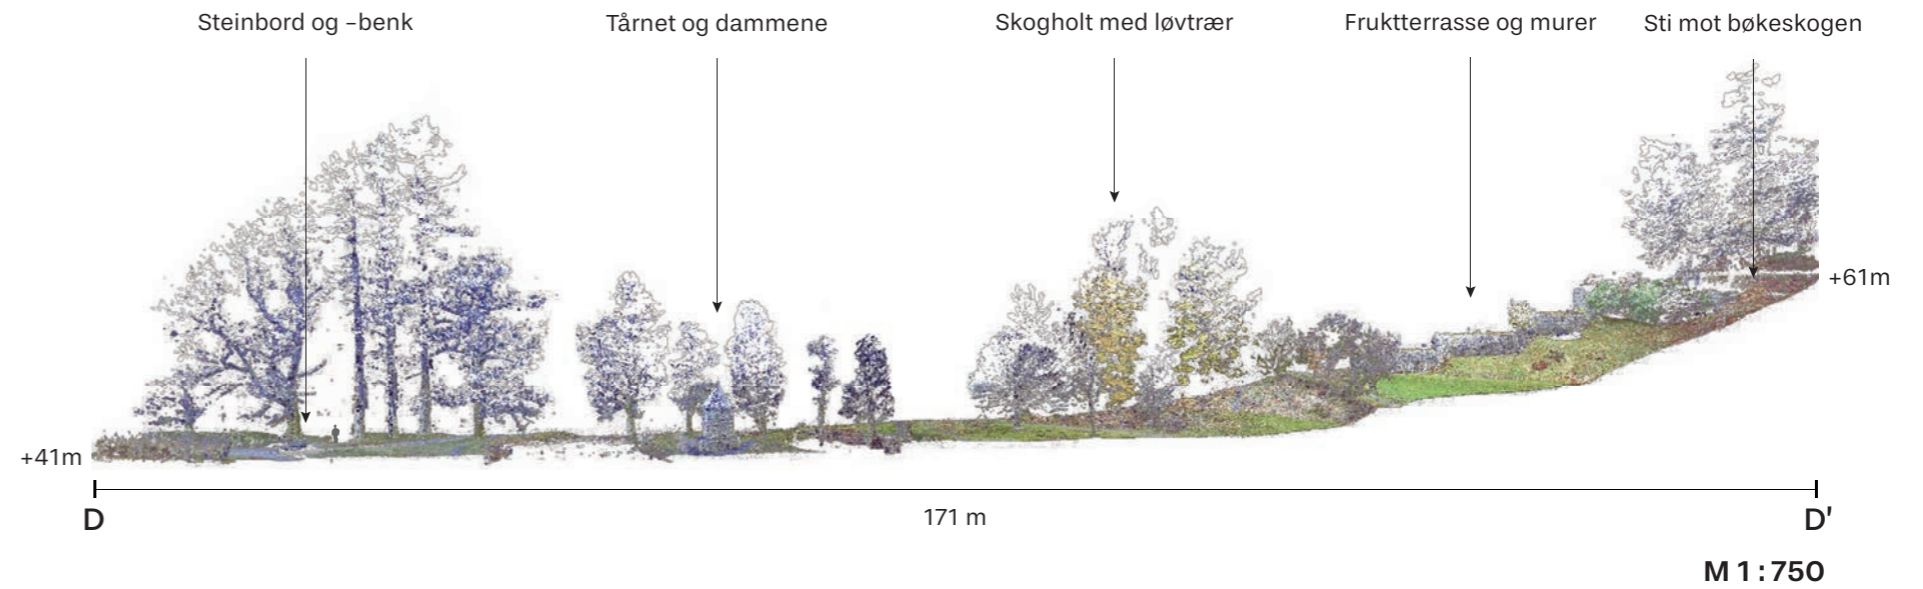 Steinbord og -benk
Tårnet og dammene
Skogholt med løvtrær
Fruktterrasse og murer
Sti mot bøkeskogen
+61m
+41m
D
171 m
D'
M 1 : 750